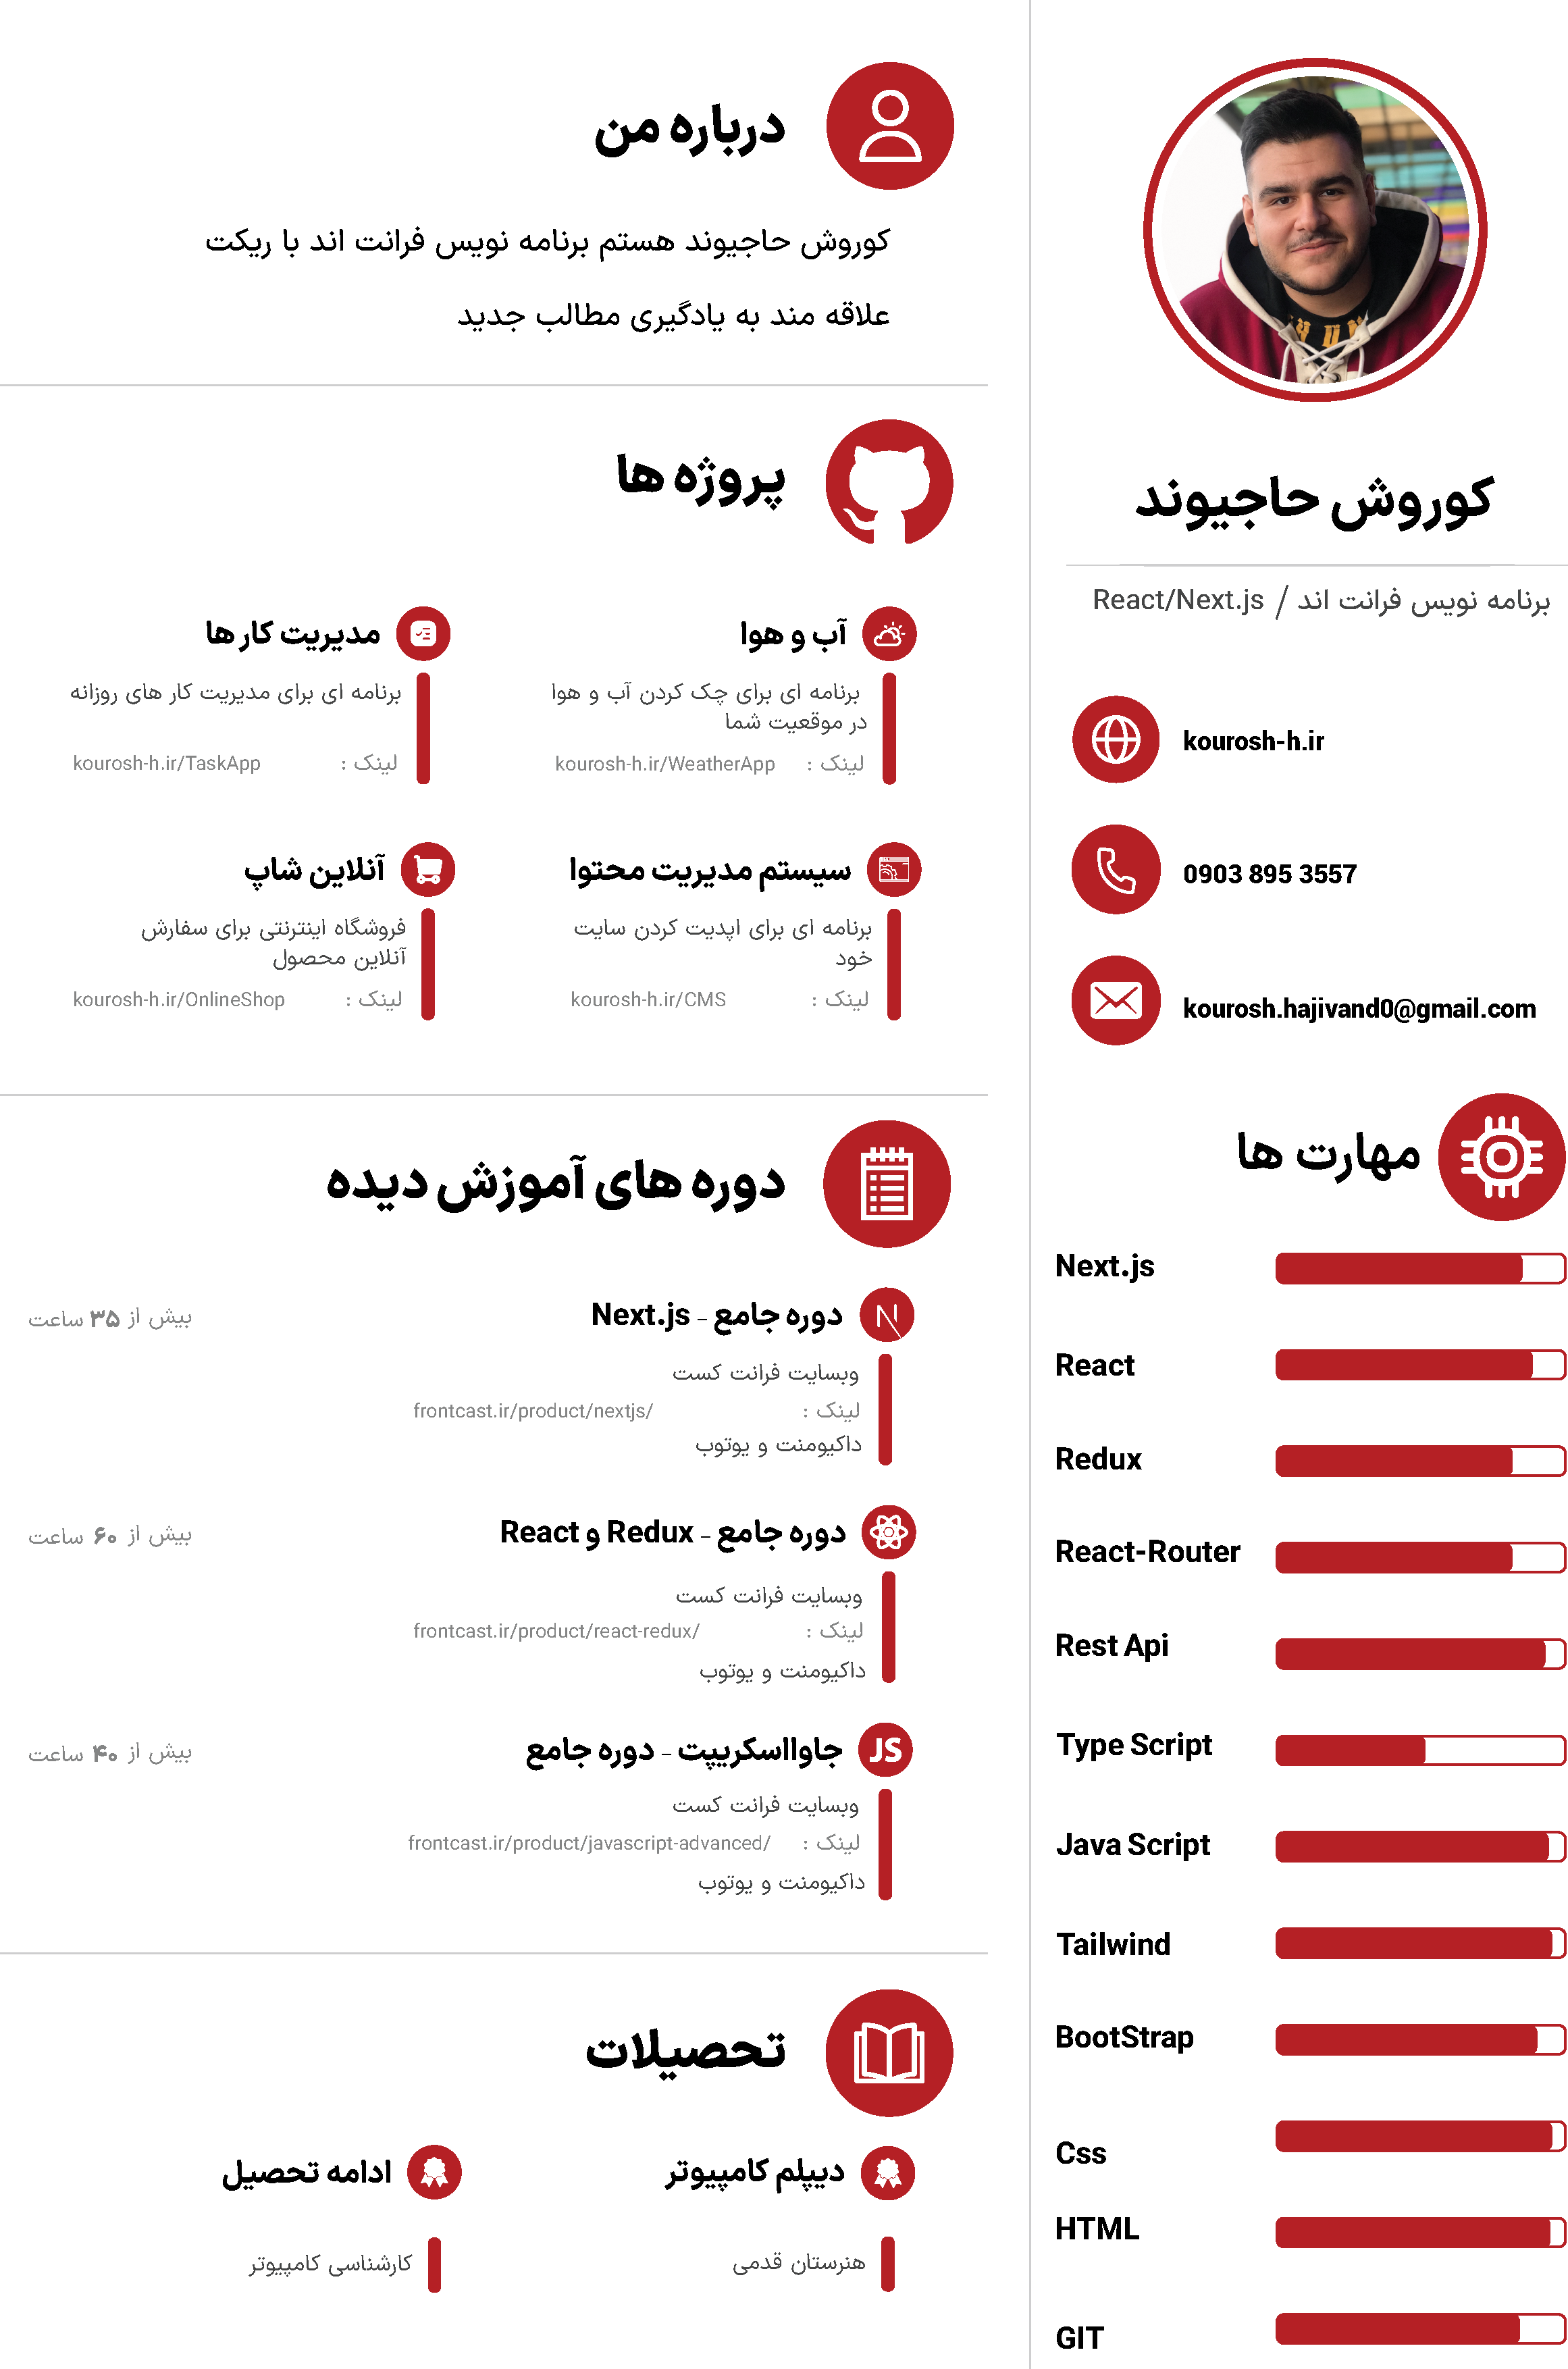 کوروش حاجیوند
برنامه نویس فرانت اند / React/Next.js
kourosh-h.ir
0903 895 3557
kourosh.hajivand0@gmail.com
مهارت ها
Next.js
React
Redux
React-Router
Rest Api
Type Script
Java Script
Tailwind
BootStrap
Css
HTML
GIT
درباره من
کوروش حاجیوند هستم برنامه نویس فرانت اند با ریکت
علاقه مند به یادگیری مطالب جدید
پروژه ها
آب و هوا
برنامه ای برای چک کردن آب و هوا
در موقعیت شما
لینک : kourosh-h.ir/WeatherApp
مدیریت کار ها
برنامه ای برای مدیریت کار های روزانه
لینک : kourosh-h.ir/TaskApp
سیستم مدیریت محتوا
برنامه ای برای اپدیت کردن سایت
خود
لینک : kourosh-h.ir/CMS
آنلاین شاپ
فروشگاه اینترنتی برای سفارش
آنلاین محصول
لینک : kourosh-h.ir/OnlineShop
دوره های آموزش دیده
دوره جامع - Next.js
بیش از ۳۵ ساعت
وبسایت فرانت کست
لینک : frontcast.ir/product/nextjs/
داکیومنت و یوتوب
دوره جامع - Redux و React
بیش از ۶۰ ساعت
وبسایت فرانت کست
لینک : frontcast.ir/product/react-redux/
داکیومنت و یوتوب
جاوااسکریپت - دوره جامع
بیش از ۴۰ ساعت
وبسایت فرانت کست
لینک : frontcast.ir/product/javascript-advanced/
داکیومنت و یوتوب
تحصیلات
دیپلم کامپیوتر
هنرستان قدمی
ادامه تحصیل
کارشناسی کامپیوتر